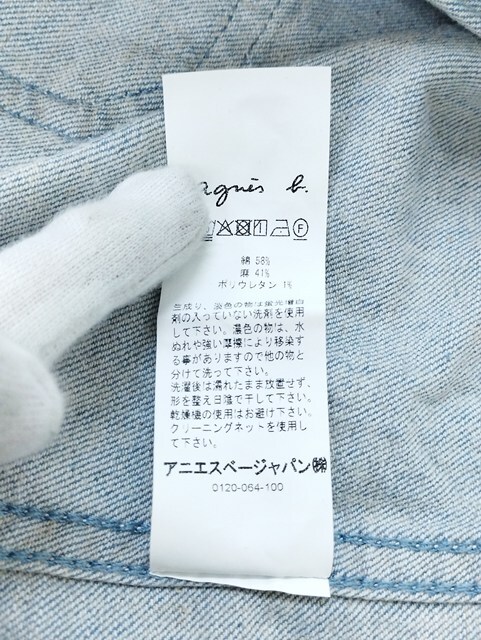 agnès b.
F
綿 58%
麻 41%
ポリウレタン 1%
生成り、淡色の物は蛍光増白
剤の入っていない洗剤を使用
して下さい。濃色の物は、水
ぬれや強い摩擦により移染す
る事がありますので他の物と
分けて洗って下さい。
洗濯後は濡れたまま放置せず、
形を整え日陰で干して下さい。
乾燥機の使用はお避け下さい。
クリーニングネットを使用し
て下さい。
アニエスベージャパン㈱
0120-064-100